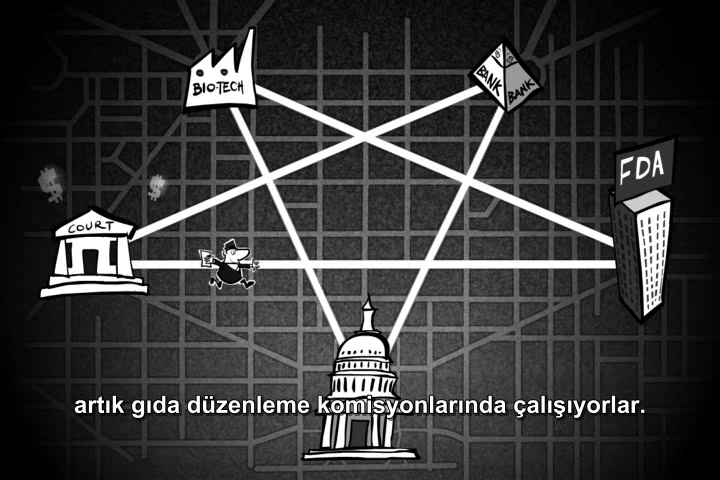 BIO-TECH
BANK BANK
FDA
COURT
artık gıda düzenleme komisyonlarında çalışıyorlar.